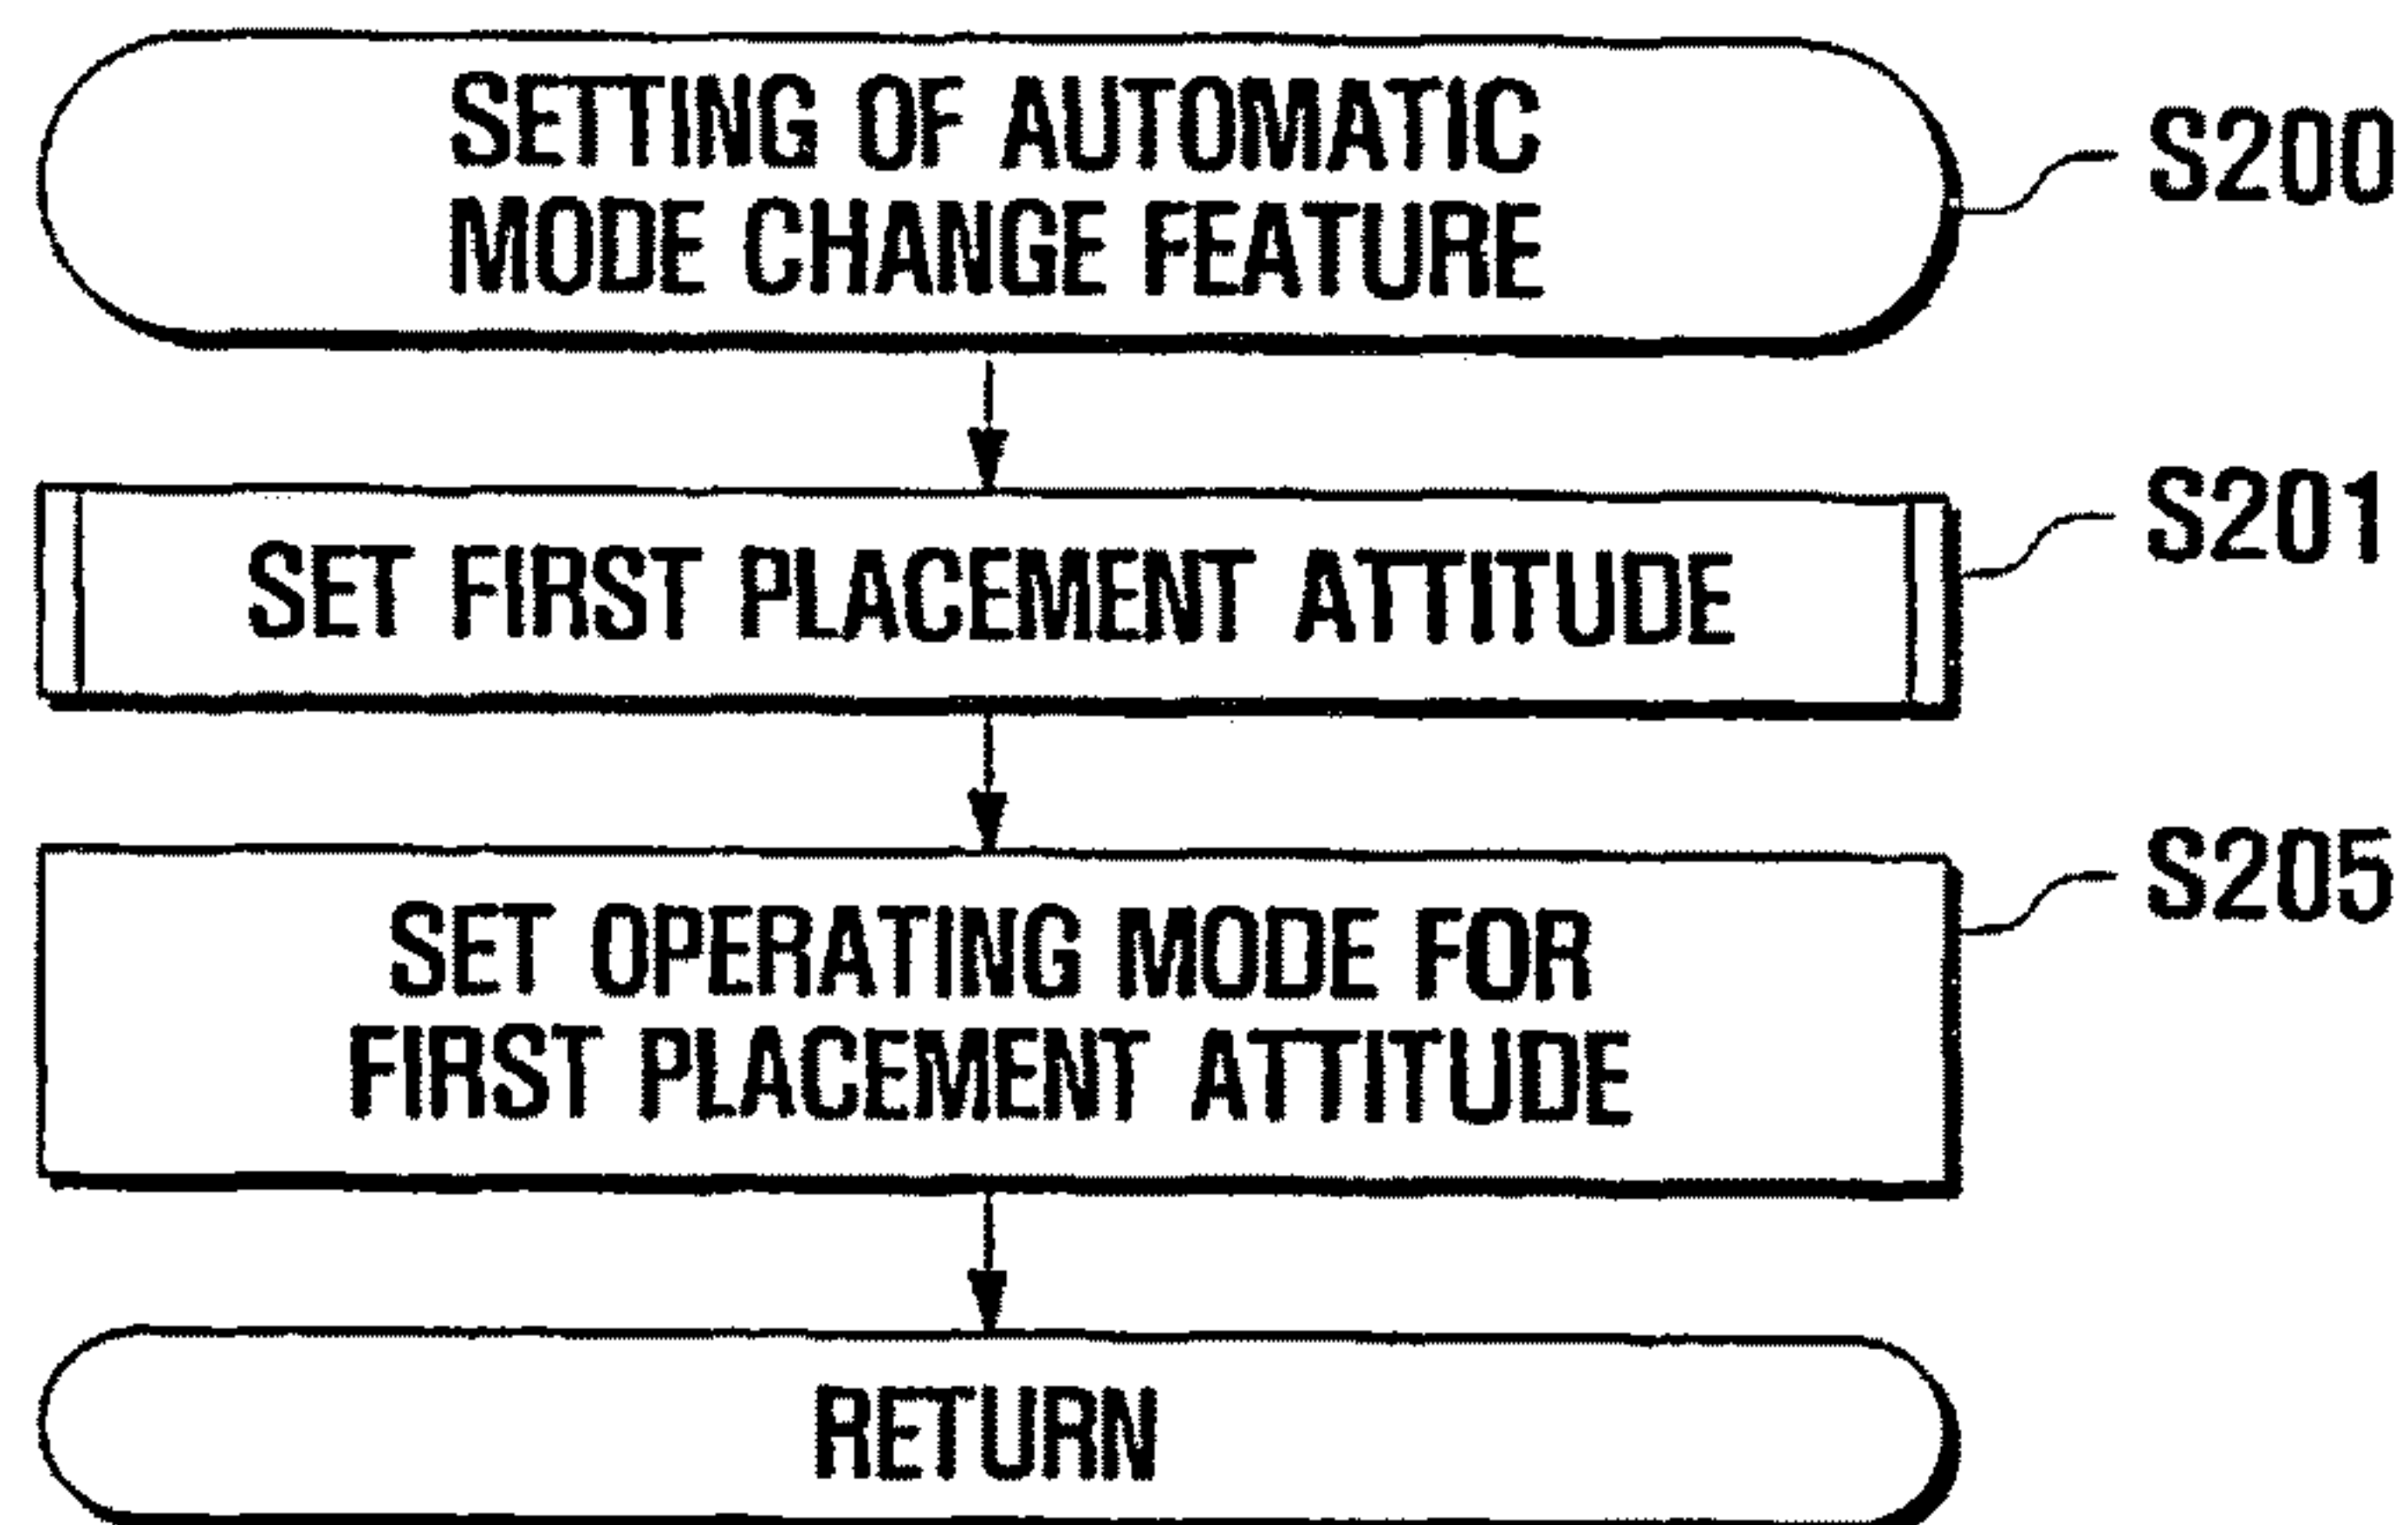 SETTING OF AUTOMATIC
MODE CHANGE FEATURE
S200
SET FIRST PLACEMENT ATTITUDE
S201
SET OPERATING MODE FOR
FIRST PLACEMENT ATTITUDE
S205
RETURN